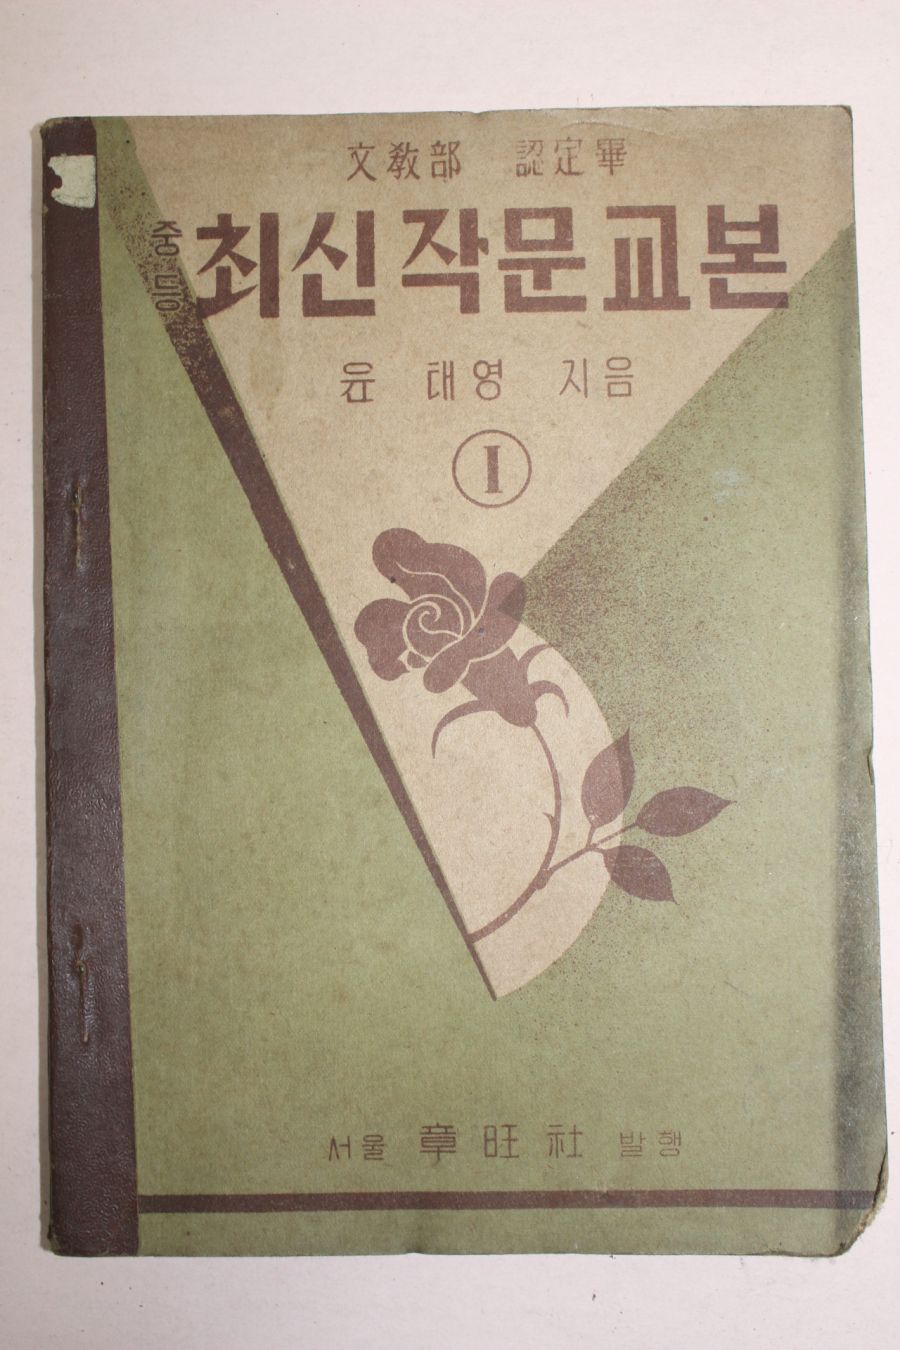 文敎部 認定畢
중등 최신작문교본
윤 태영 지음
I
서울 章旺社 발행